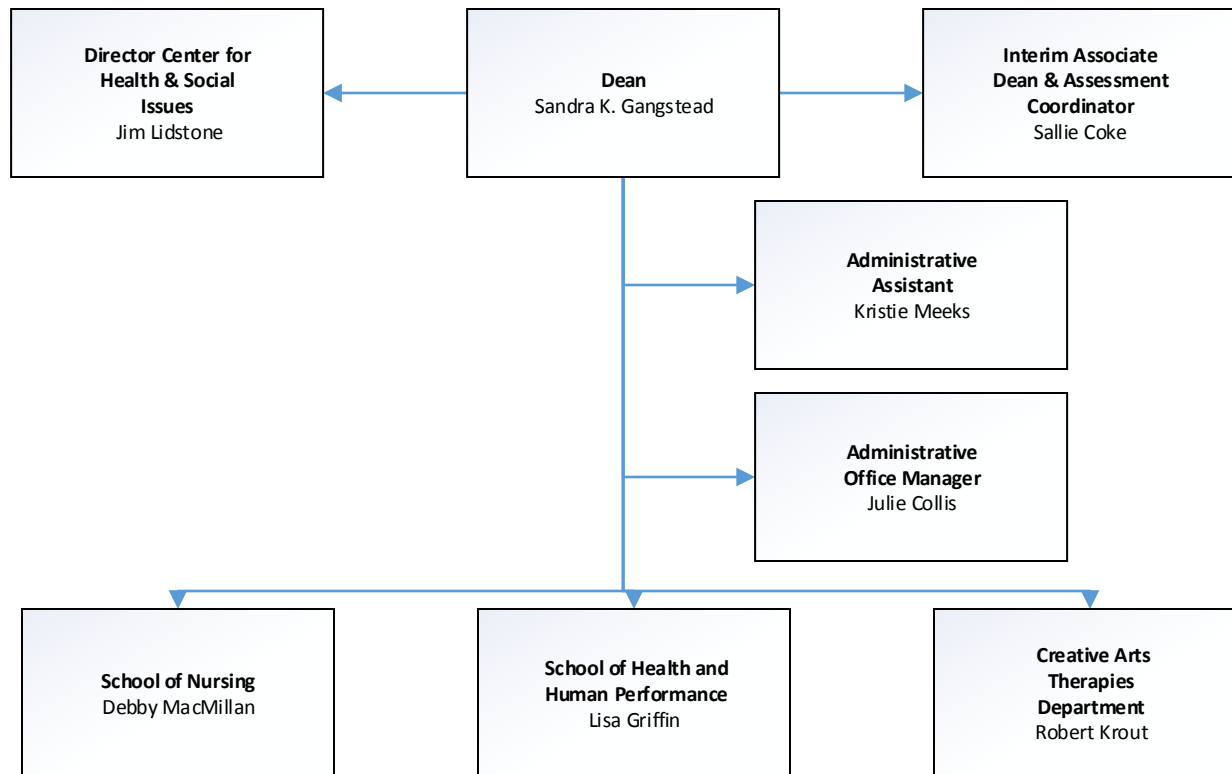 Director Center for
Health & Social
Issues
Jim Lidstone
Dean
Sandra K. Gangstead
Interim Associate
Dean & Assessment
Coordinator
Sallie Coke
Administrative
Assistant
Kristie Meeks
Administrative
Office Manager
Julie Collis
School of Nursing
Debby MacMillan
School of Health and
Human Performance
Lisa Griffin
Creative Arts
Therapies
Department
Robert Krout